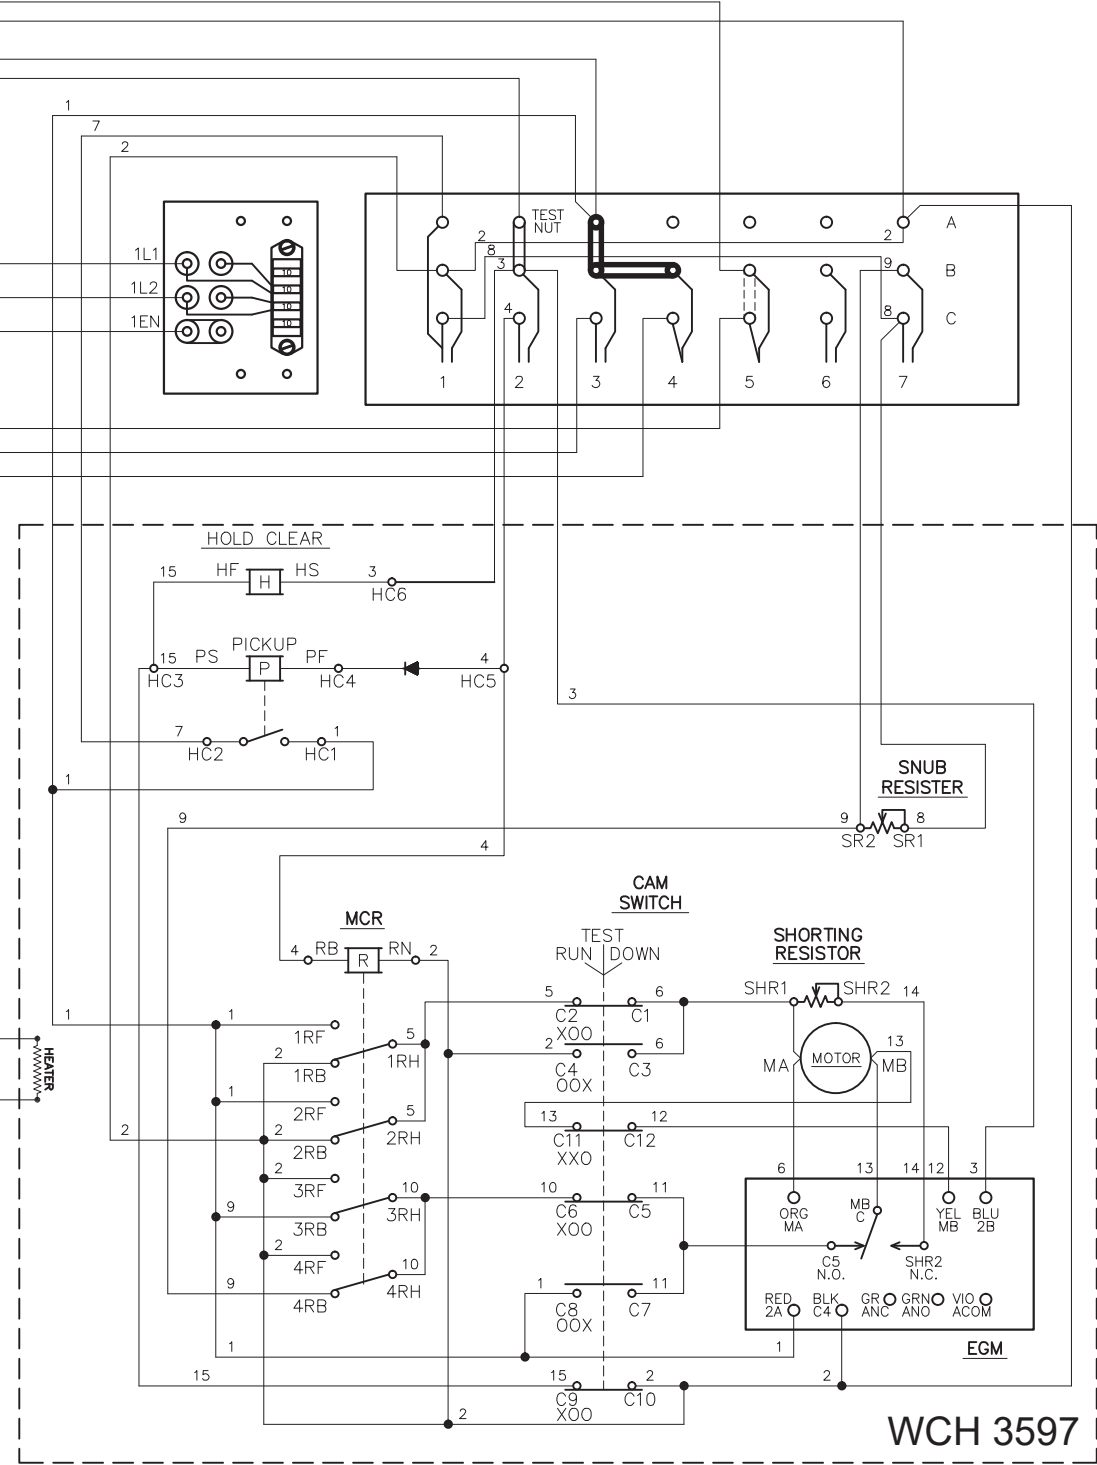 1
7
2
TEST
NUT
A
2
2
8
1L1
3
9
B
10
1L2
10
10
4
8
C
1EN
10
1 2 3 4 5 6 7
HOLD CLEAR
15 HF H HS 3
HC6
PICKUP
15 PS P PF 4
HC3 HC4 HC5
3
7 1
HC2 HC1
1
SNUB
RESISTER
9 9 8
SR2 SR1
4
CAM
SWITCH
MCR
TEST
RUN DOWN
SHORTING
RESISTOR
4 RB R RN 2
SHR1 SHR2 14
5 6
C2 C1
XOO
1 1
1RF
5
2 1RH
1RB
2 6
C4 C3
OOX
MOTOR
13
MA MB
HEATER
1
2RF
5
2 2 2RH
2RB
13 12
C11 C12
XXO
2
3RF
10
9 3RH
3RB
10 11
C6 C5
XOO
6 13 14 12 3
ORG
MA
MB
C
YEL
MB
BLU
2B
2
4RF
10
9 4RH
4RB
C5
N.O.
SHR2
N.C.
1 11
C8 C7
OOX
RED
2A
BLK
C4
GR
ANC
GRN
ANO
VIO
ACOM
1 1
EGM
15 15 2 2
C9 C10
XOO
2
WCH 3597